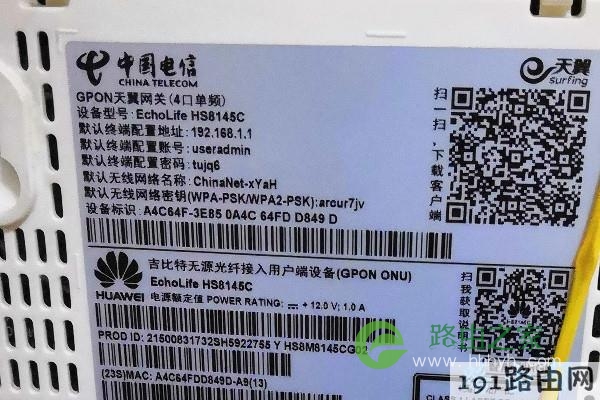 中国电信
CHINA TELECOM
天翼
surfing
GPON天翼网关(4口单频)
设备型号: EchoLife HS8145C
默认终端配置地址: 192.168.1.1
默认终端配置账号: useradmin
默认终端配置密码: tujq6
默认无线网络名称: ChinaNet-xYaH
默认无线网络密钥(WPA-PSK/WPA2-PSK):arcur7jv
设备标识: A4C64F-3E85 0A4C 64FD D849 D
扫一扫,下载客户端
HUAWEI
吉比特无源光纤接入用户端设备(GPON ONU)
EchoLife HS8145C
电源额定值 POWER RATING: ⎓ +12.0 V; 1.0 A
扫我获取说明书
PROD ID: 21500831732SH5922755 Y HS8M8145CG02
(23S)MAC: A4C64FDD849D-A9(13)
路由之家
191路由网